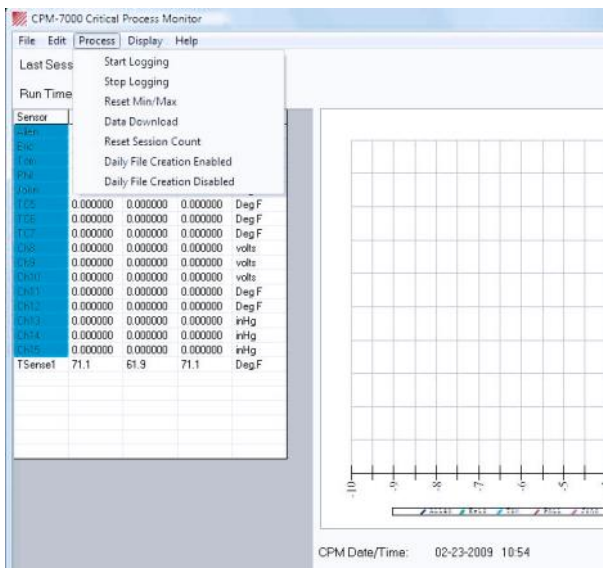 CPM-7000 Critical Process Monitor
File Edit Process Display Help
Last Sess
Start Logging
Stop Logging
Run Time
Reset Min/Max
Data Download
Reset Session Count
Daily File Creation Enabled
Daily File Creation Disabled
Sensor
Allen
Eric
Tom
Phil
John
TC5 0.000000 0.000000 0.000000 Deg F
TC6 0.000000 0.000000 0.000000 Deg F
TC7 0.000000 0.000000 0.000000 Deg F
Ch8 0.000000 0.000000 0.000000 volts
Ch9 0.000000 0.000000 0.000000 volts
Ch10 0.000000 0.000000 0.000000 volts
Ch11 0.000000 0.000000 0.000000 Deg F
Ch12 0.000000 0.000000 0.000000 Deg F
Ch13 0.000000 0.000000 0.000000 inHg
Ch14 0.000000 0.000000 0.000000 inHg
Ch15 0.000000 0.000000 0.000000 inHg
TSense1 71.1 61.9 71.1 Deg.F
-10 -9 -8 -7 -6 -5
CPM Date/Time: 02-23-2009 10:54